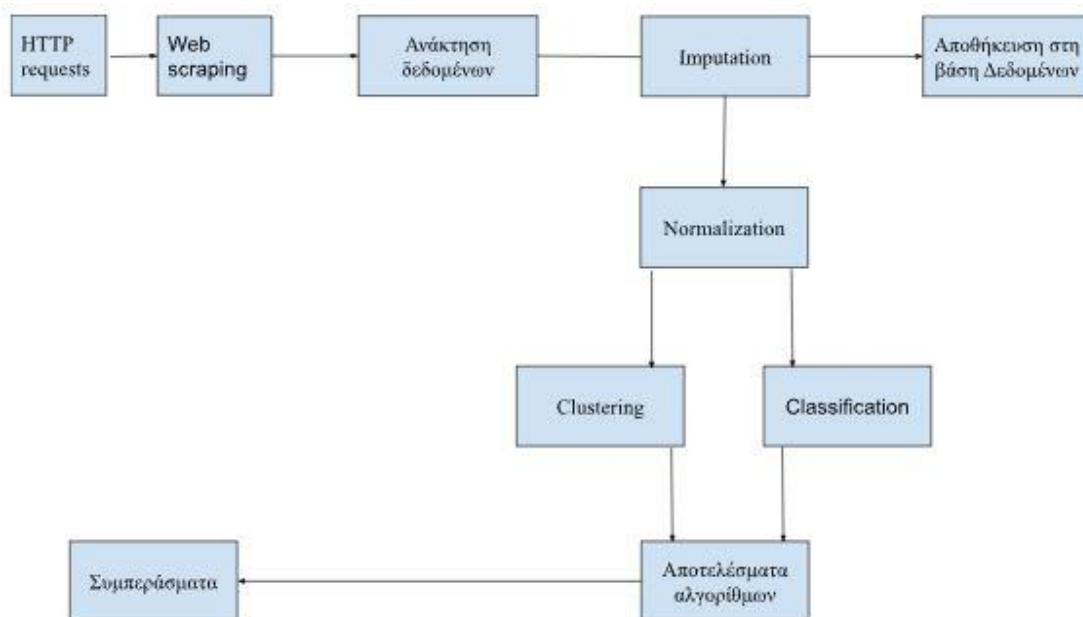 HTTP
requests
Web
scraping
Ανάκτηση
δεδομένων
Imputation
Αποθήκευση στη
βάση Δεδομένων
Normalization
Clustering
Classification
Συμπεράσματα
Αποτελέσματα
αλγορίθμων